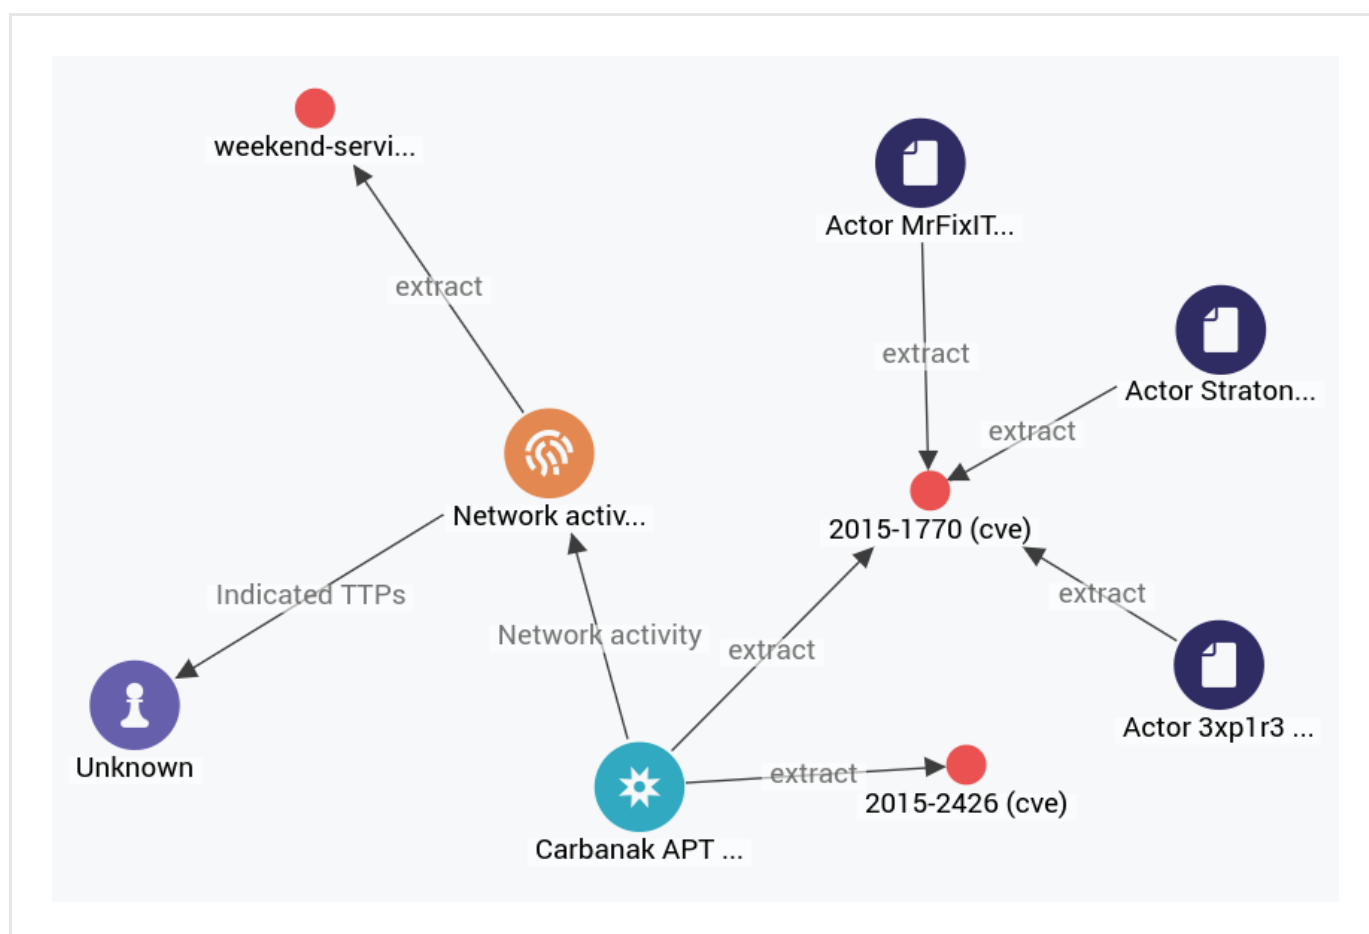 weekend-servi...
Actor MrFixIT...
extract
extract
Actor Straton...
extract
Network activ...
2015-1770 (cve)
Indicated TTPs
extract
Network activity
extract
Actor 3xp1r3 ...
Unknown
extract
2015-2426 (cve)
Carbanak APT ...